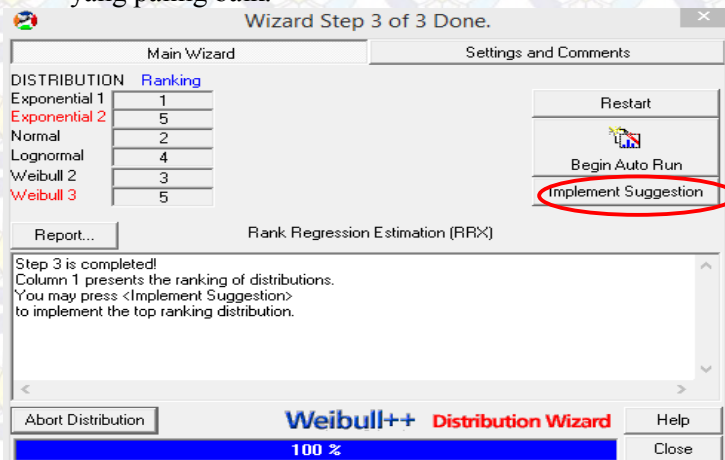 yang paling baik.
Wizard Step 3 of 3 Done.
Main Wizard
Settings and Comments
DISTRIBUTION Ranking
Exponential 1 1
Exponential 2 5
Normal 2
Lognormal 4
Weibull 2 3
Weibull 3 5
Restart
Begin Auto Run
Implement Suggestion
Report...
Rank Regression Estimation (RRX)
Step 3 is completed!
Column 1 presents the ranking of distributions.
You may press <Implement Suggestion>
to implement the top ranking distribution.
Abort Distribution
Weibull++ Distribution Wizard
Help
100 %
Close